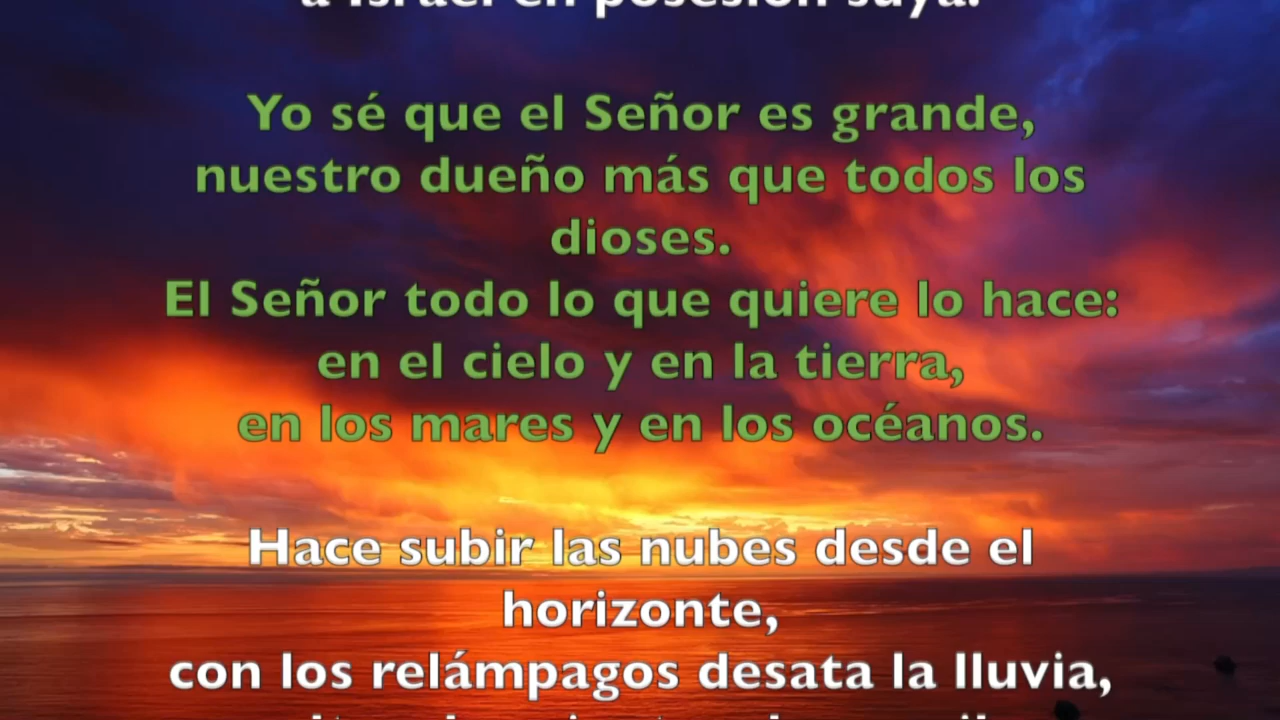 a Israel en posesión suya.
Yo sé que el Señor es grande,
nuestro dueño más que todos los
dioses.
El Señor todo lo que quiere lo hace:
en el cielo y en la tierra,
en los mares y en los océanos.
Hace subir las nubes desde el
horizonte,
con los relámpagos desata la lluvia,